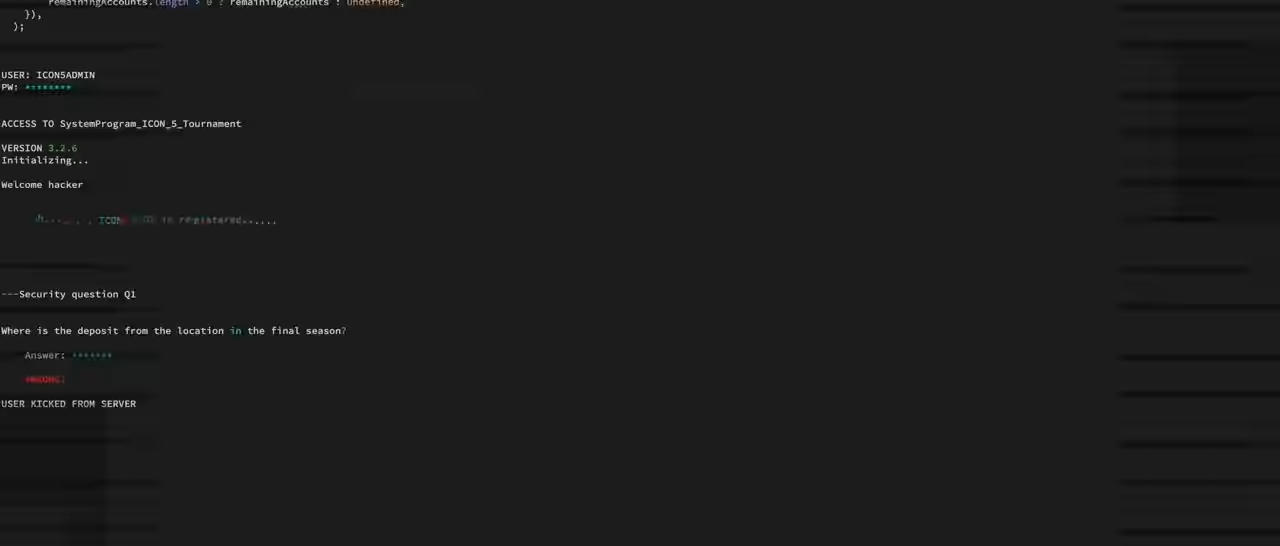 remainingAccounts.length > 0 ? remainingAccounts : undefined,
}),
);
USER: ICON5ADMIN
PW: ********
ACCESS TO SystemProgram_ICON_5_Tournament
VERSION 3.2.6
Initializing...
Welcome hacker
ICON is registered......
---Security question Q1
Where is the deposit from the location in the final season?
Answer: *******
USER KICKED FROM SERVER